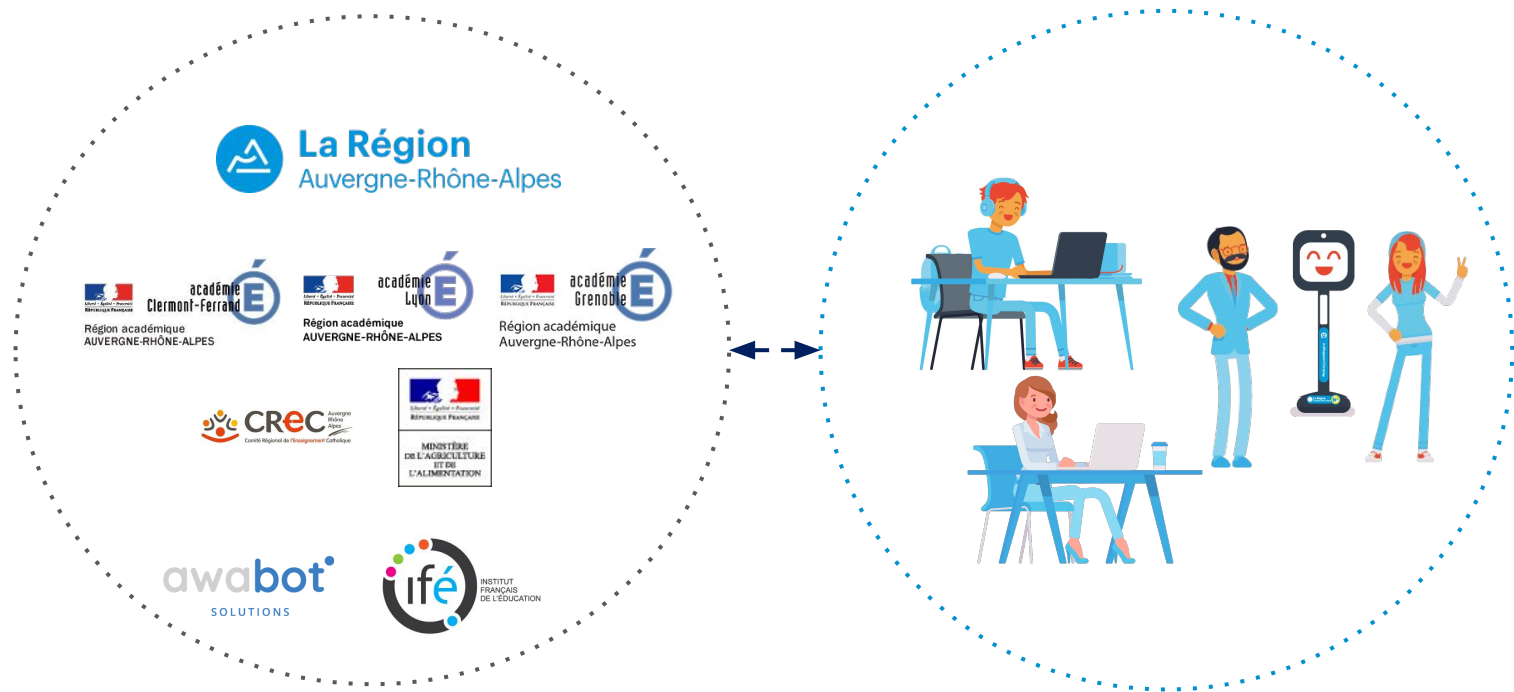 La Région
Auvergne-Rhône-Alpes
Liberté • Égalité • Fraternité
RÉPUBLIQUE FRANÇAISE
académie
Clermont-Ferrand
É
Région académique
AUVERGNE-RHÔNE-ALPES
Liberté • Égalité • Fraternité
RÉPUBLIQUE FRANÇAISE
académie
Lyon
É
Région académique
AUVERGNE-RHÔNE-ALPES
Liberté • Égalité • Fraternité
RÉPUBLIQUE FRANÇAISE
académie
Grenoble
É
Région académique
Auvergne-Rhône-Alpes
CReC
Auvergne
Rhône
Alpes
Comité Régional de l'Enseignement Catholique
Liberté • Égalité • Fraternité
RÉPUBLIQUE FRANÇAISE
MINISTÈRE
DE L'AGRICULTURE
ET DE
L'ALIMENTATION
awabot
SOLUTIONS
ifé
INSTITUT
FRANÇAIS
DE L'ÉDUCATION